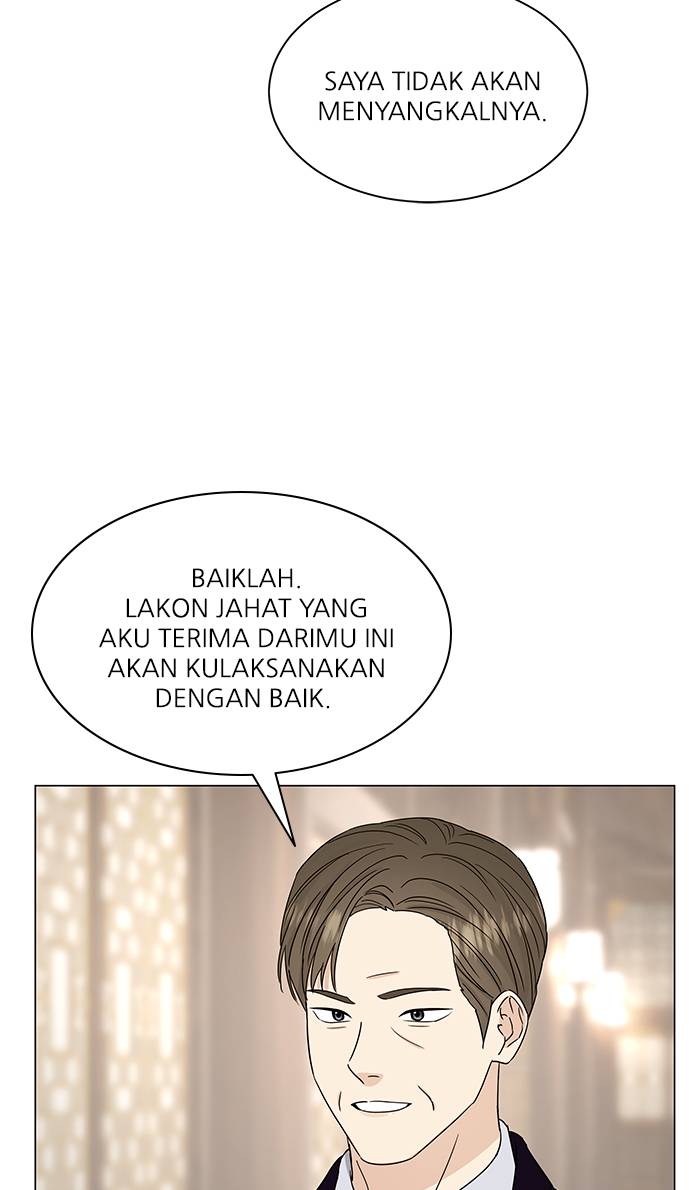 SAYA TIDAK AKAN
MENYANGKALNYA.
BAIKLAH.
LAKON JAHAT YANG
AKU TERIMA DARIMU INI
AKAN KULAKSANAKAN
DENGAN BAIK.